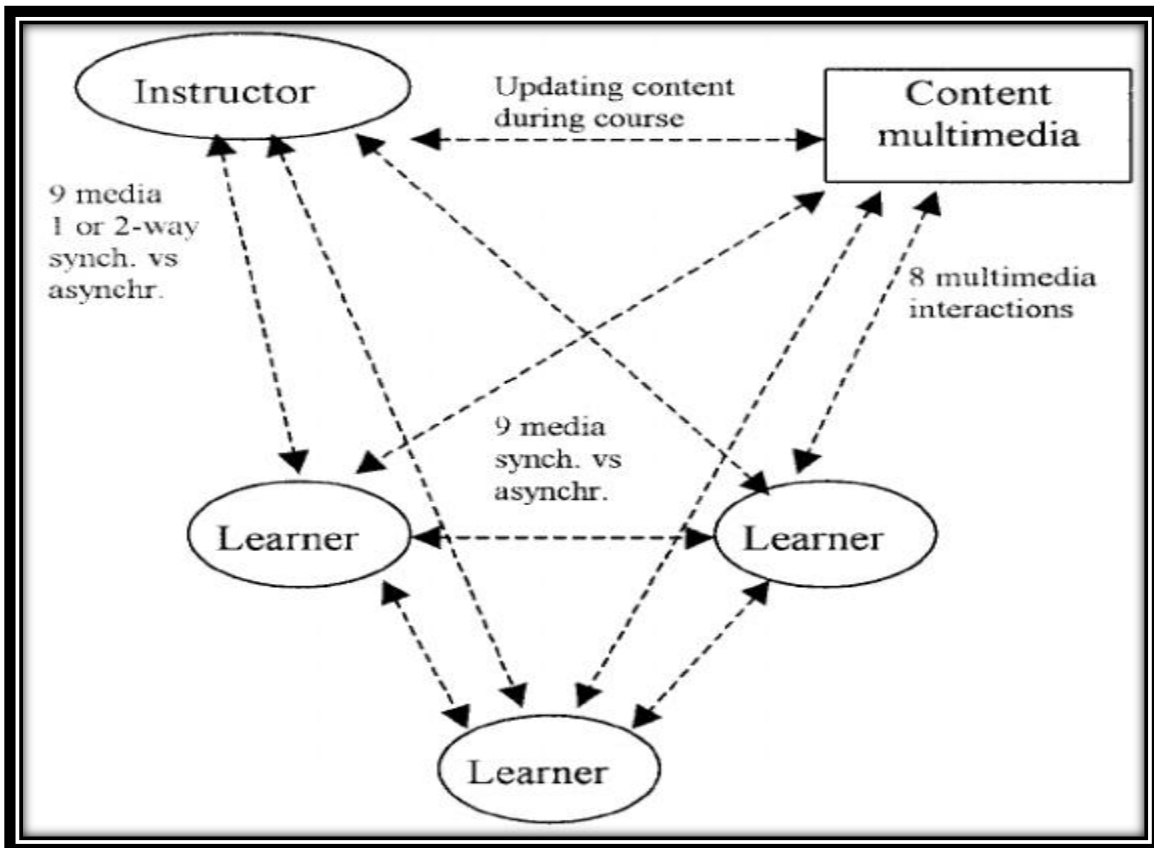 Instructor
Updating content
during course
Content
multimedia
9 media
1 or 2-way
synch. vs
asynchr.
8 multimedia
interactions
9 media
synch. vs
asynchr.
Learner
Learner
Learner